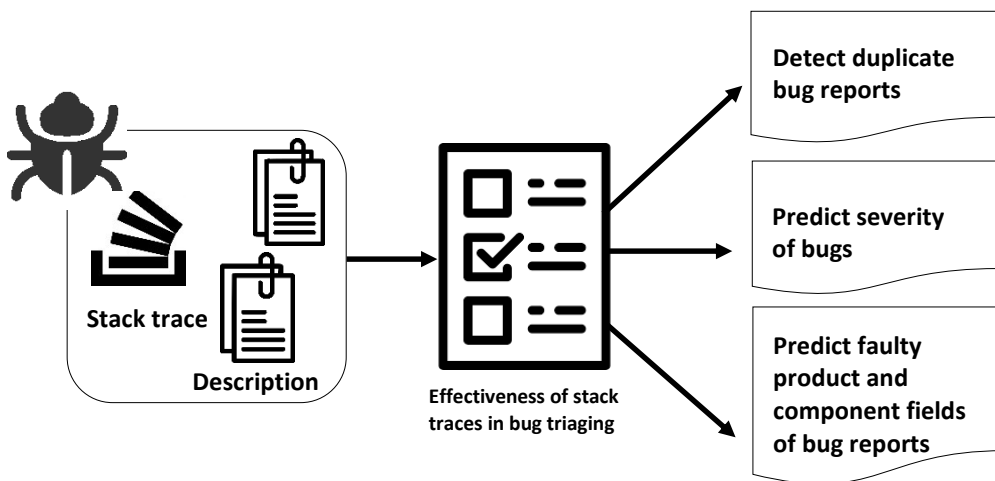 Stack trace
Description
Effectiveness of stack
traces in bug triaging
Detect duplicate
bug reports
Predict severity
of bugs
Predict faulty
product and
component fields
of bug reports